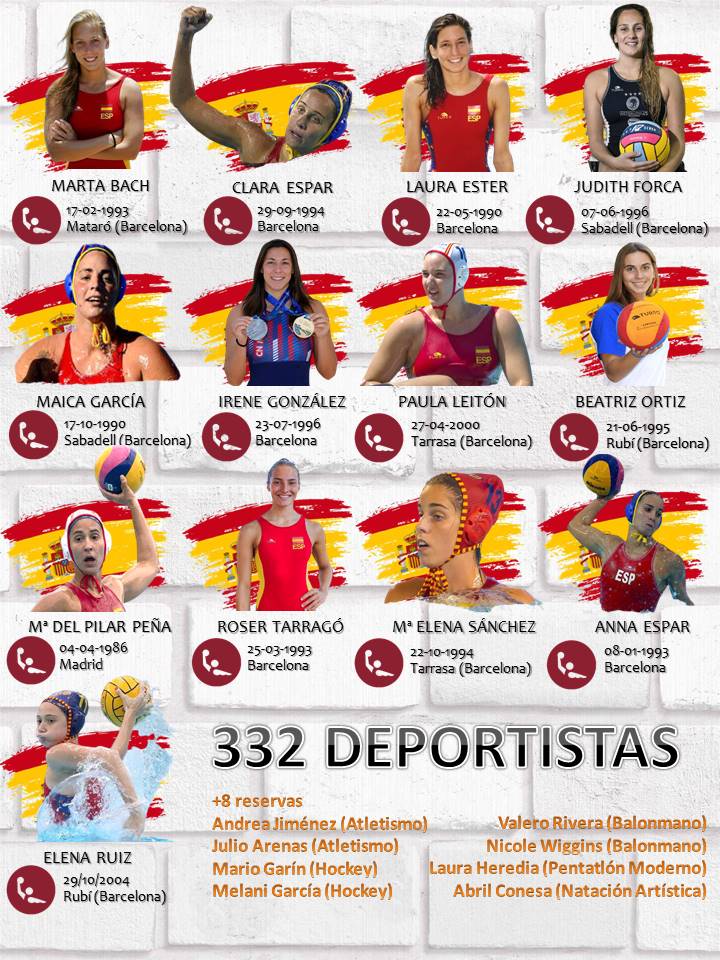 MARTA BACH
17-02-1993
Mataró (Barcelona)
CLARA ESPAR
29-09-1994
Barcelona
LAURA ESTER
22-05-1990
Barcelona
JUDITH FORCA
07-06-1996
Sabadell (Barcelona)
ESP
MAICA GARCÍA
17-10-1990
Sabadell (Barcelona)
IRENE GONZÁLEZ
23-07-1996
Barcelona
PAULA LEITÓN
27-04-2000
Tarrasa (Barcelona)
BEATRIZ ORTIZ
21-06-1995
Rubí (Barcelona)
ESP
TURBO
Mª DEL PILAR PEÑA
04-04-1986
Madrid
ROSER TARRAGÓ
25-03-1993
Barcelona
Mª ELENA SÁNCHEZ
22-10-1994
Tarrasa (Barcelona)
ANNA ESPAR
08-01-1993
Barcelona
ESP
ESP
ELENA RUIZ
29/10/2004
Rubí (Barcelona)
332 DEPORTISTAS
+8 reservas
Andrea Jiménez (Atletismo)
Julio Arenas (Atletismo)
Mario Garín (Hockey)
Melani García (Hockey)
Valero Rivera (Balonmano)
Nicole Wiggins (Balonmano)
Laura Heredia (Pentatlón Moderno)
Abril Conesa (Natación Artística)